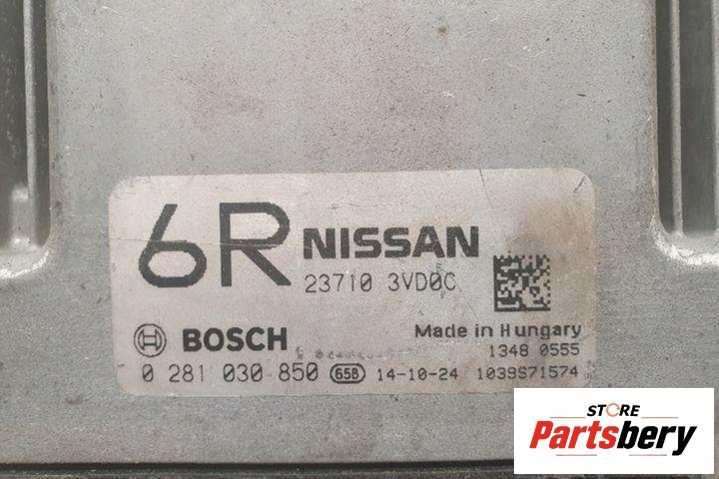 6R NISSAN
23710 3VD0C
BOSCH
Made in Hungary
1348 0555
0 281 030 850 65B 14-10-24 1039S71574
STORE
Partsbery